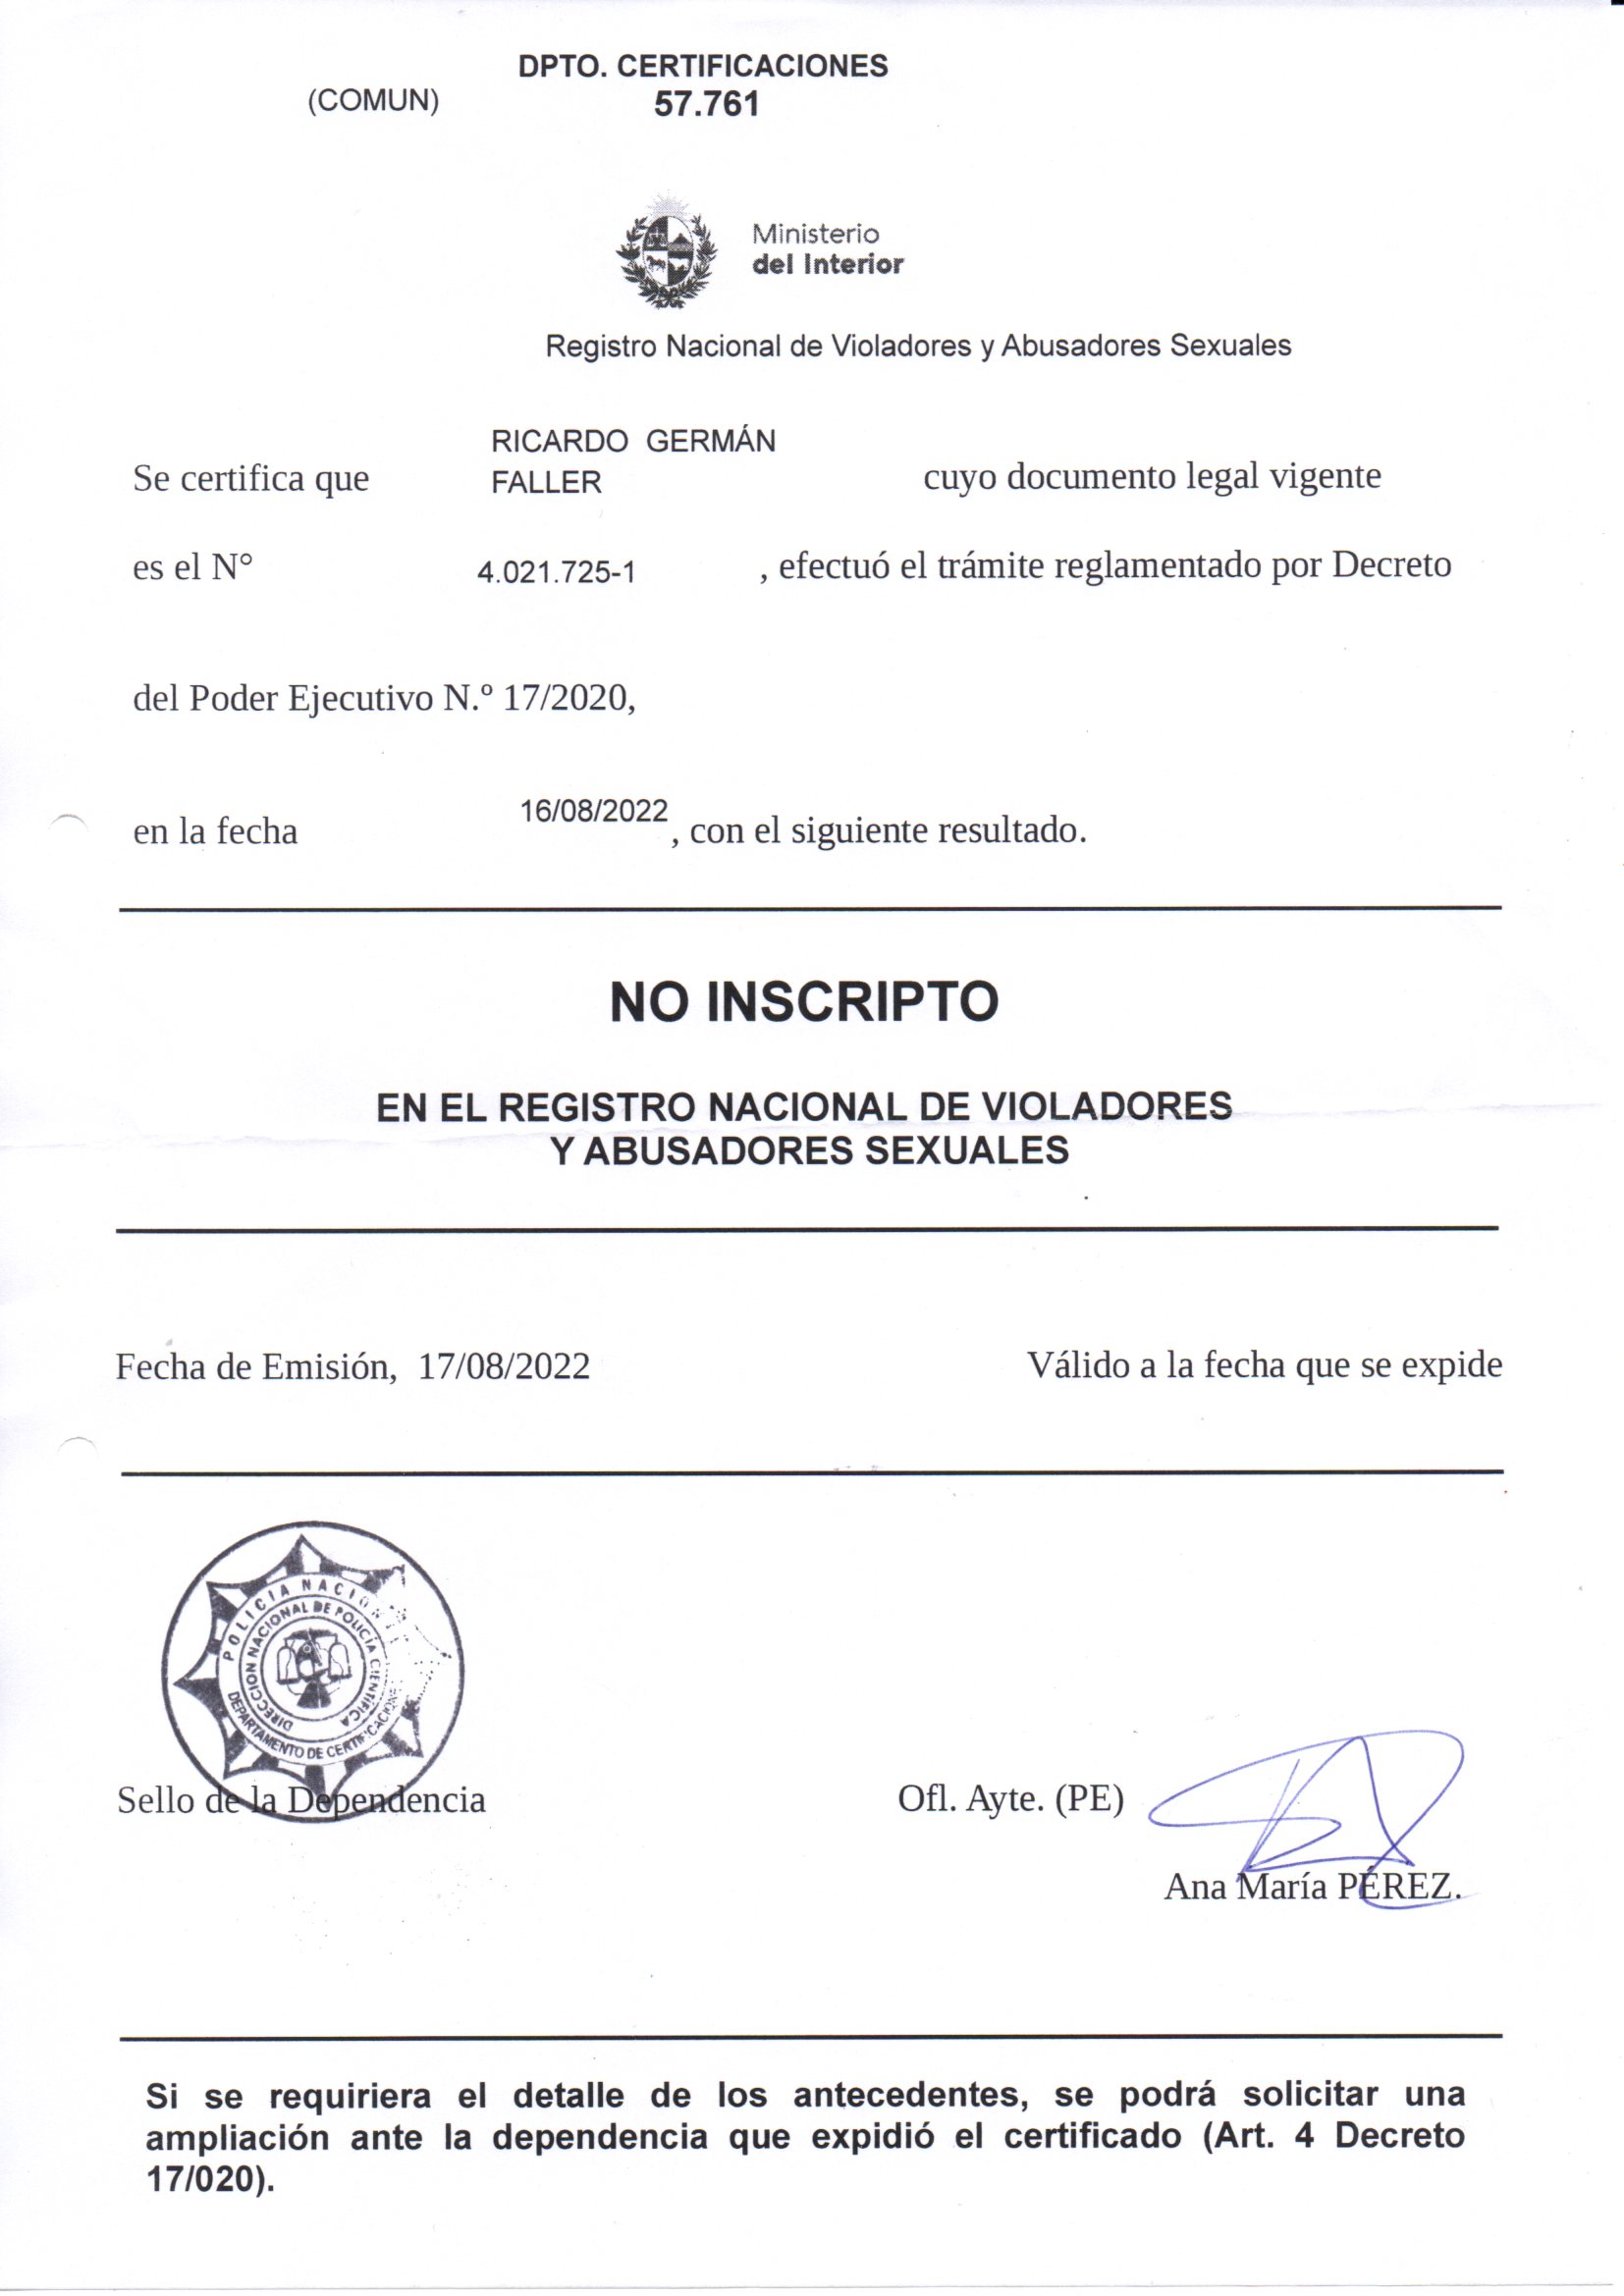 DPTO. CERTIFICACIONES
(COMUN) 57.761
Ministerio
del Interior
Registro Nacional de Violadores y Abusadores Sexuales
RICARDO GERMÁN
Se certifica que FALLER cuyo documento legal vigente
es el N° 4.021.725-1 , efectuó el trámite reglamentado por Decreto
del Poder Ejecutivo N.º 17/2020,
en la fecha 16/08/2022 , con el siguiente resultado.
NO INSCRIPTO
EN EL REGISTRO NACIONAL DE VIOLADORES
Y ABUSADORES SEXUALES
Fecha de Emisión, 17/08/2022 Válido a la fecha que se expide
POLICIA
DIRECCION NACIONAL DE POLICÍA CIENTIFICA
DEPARTAMENTO DE
Sello de la Dependencia Ofl. Ayte. (PE)
Ana María PÉREZ.
Si se requiriera el detalle de los antecedentes, se podrá solicitar una
ampliación ante la dependencia que expidió el certificado (Art. 4 Decreto
17/020).